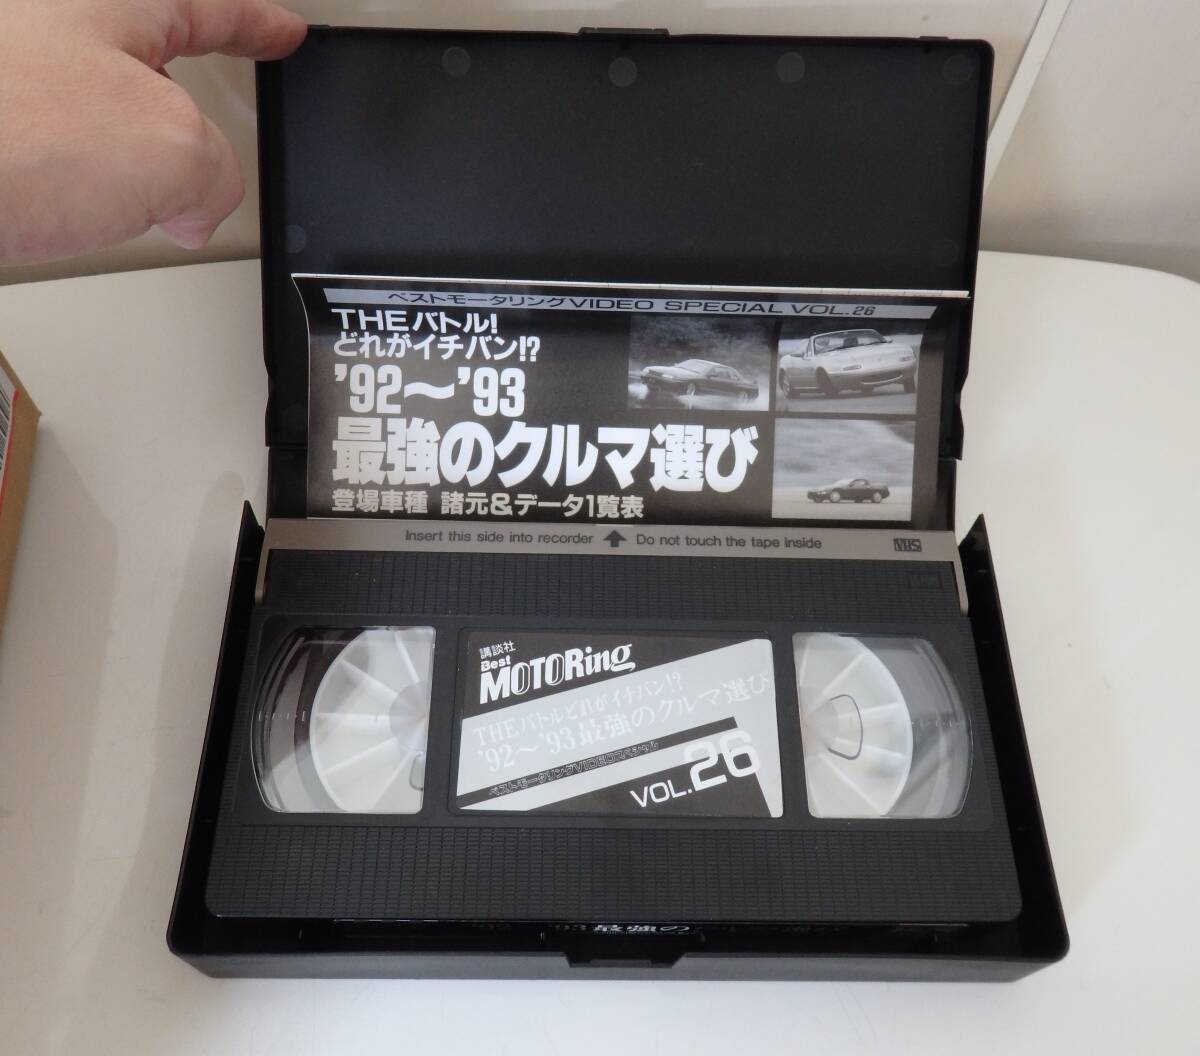 ベストモータリングVIDEO SPECIAL VOL.26
THEバトル!
どれがイチバン!?
'92〜'93
最強のクルマ選び
登場車種 諸元&データ1覧表
Insert this side into recorder Do not touch the tape inside VHS
講談社
Best
MOTORing
THEバトルどれがイチバン!?
'92〜'93最強のクルマ選び
ベストモータリングVIDEOスペシャル
VOL.26
'93最強の